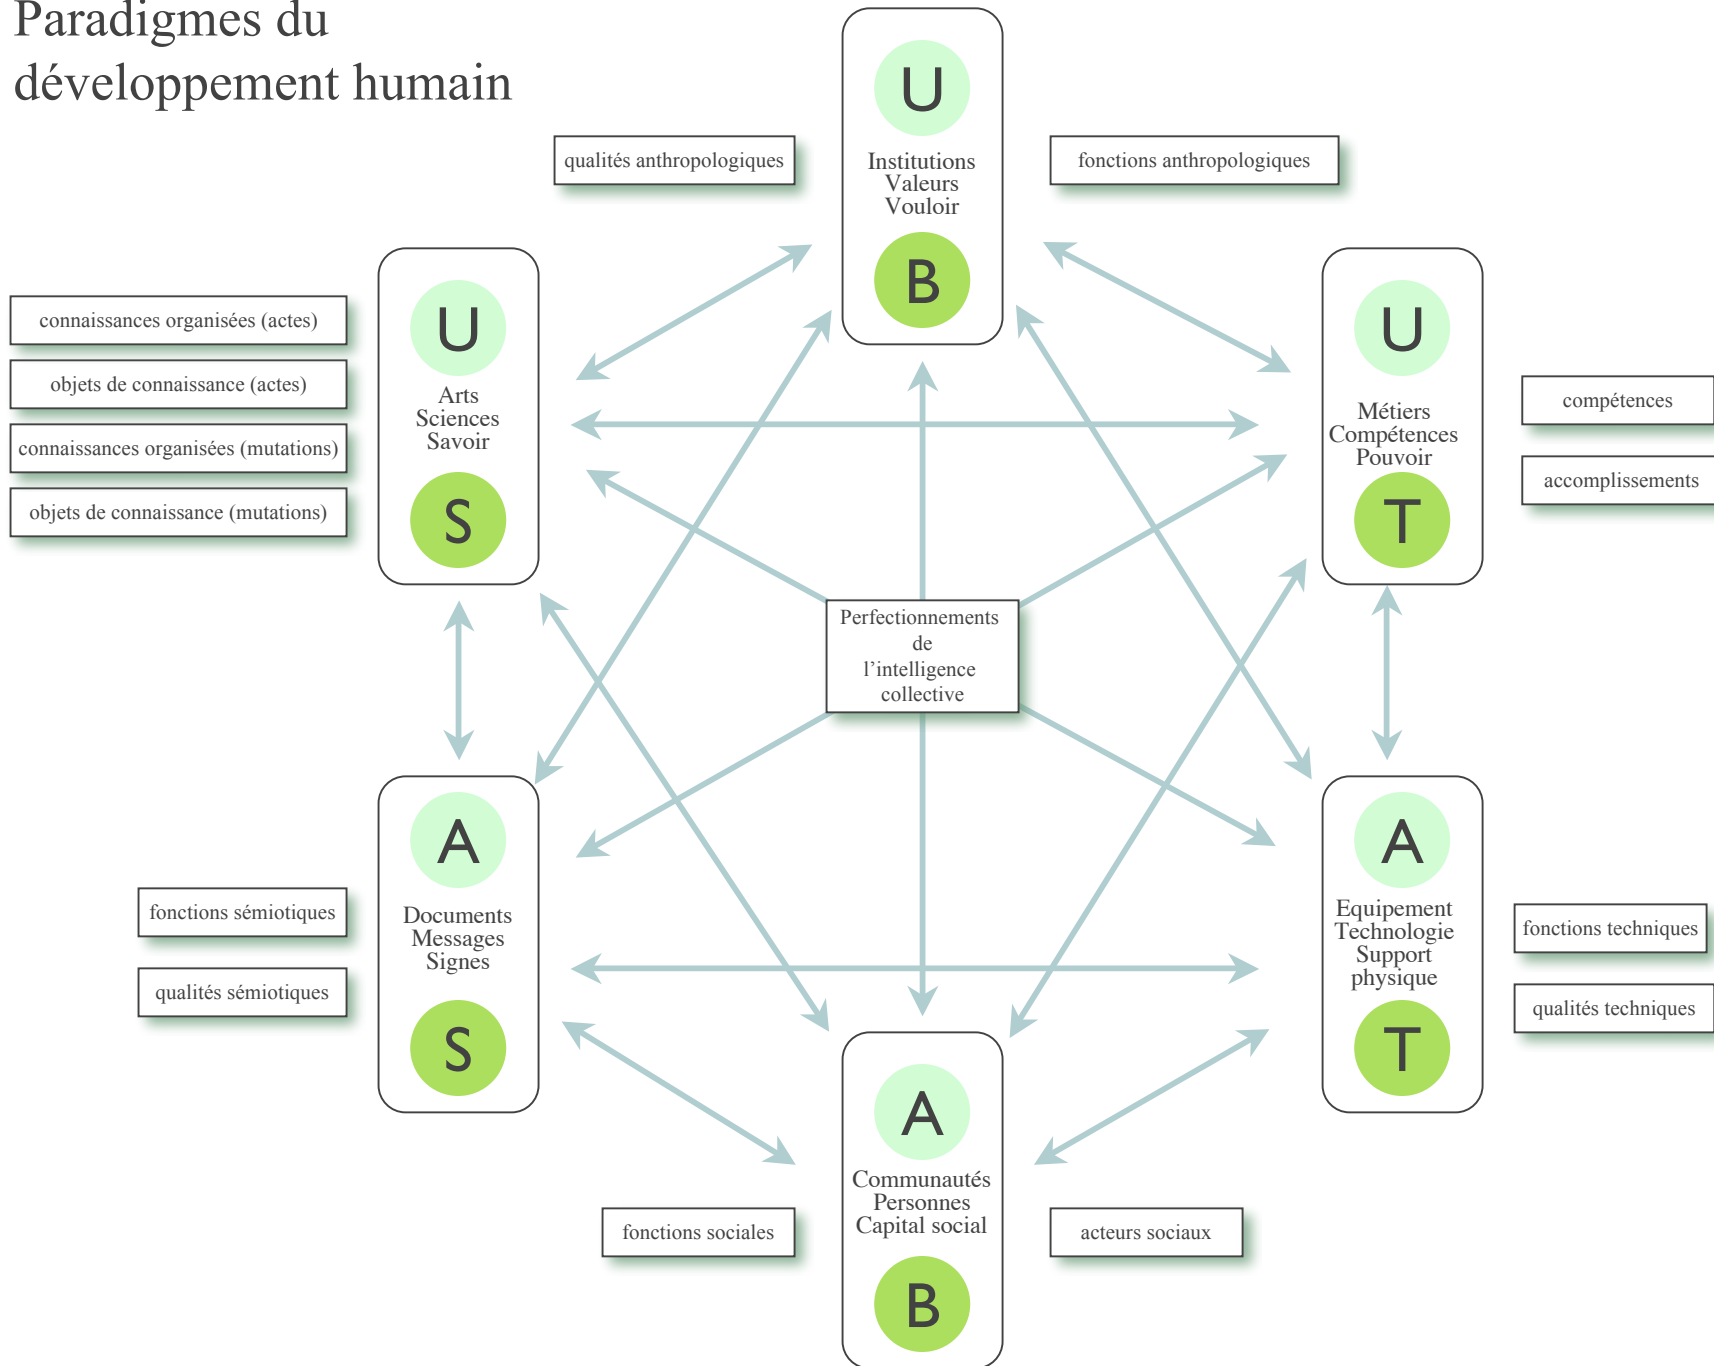 Paradigmes du
développement humain
U
Institutions
Valeurs
Vouloir
B
qualités anthropologiques
fonctions anthropologiques
U
Arts
Sciences
Savoir
S
connaissances organisées (actes)
objets de connaissance (actes)
connaissances organisées (mutations)
objets de connaissance (mutations)
U
Métiers
Compétences
Pouvoir
T
compétences
accomplissements
Perfectionnements
de
l’intelligence
collective
A
Documents
Messages
Signes
S
fonctions sémiotiques
qualités sémiotiques
A
Equipement
Technologie
Support
physique
T
fonctions techniques
qualités techniques
A
Communautés
Personnes
Capital social
B
fonctions sociales
acteurs sociaux